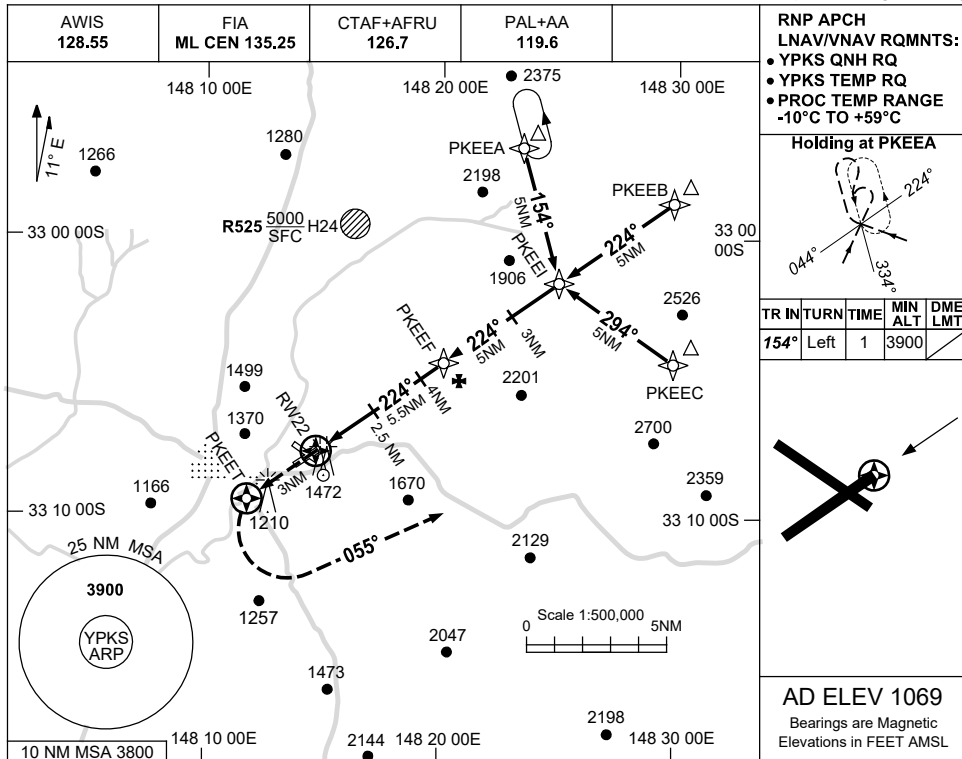 AWIS
128.55
FIA
ML CEN 135.25
CTAF+AFRU
126.7
PAL+AA
119.6
RNP APCH
LNAV/VNAV RQMNTS:
• YPKS QNH RQ
• YPKS TEMP RQ
• PROC TEMP RANGE
-10°C TO +59°C
148 10 00E
148 20 00E
148 30 00E
2375
11° E
1266
1280
PKEEA
2198
PKEEB
154°
5NM
224°
5NM
R525 5000 H24
SFC
33 00 00S
33 00
00S
PKEEI
1906
2526
294°
5NM
PKEEC
224°
5NM
3NM
PKEEF
2201
1499
224°
5.5NM
4NM
2.5 NM
1370
RW22
2700
PKEET
3NM
1472
1670
2359
1166
1210
33 10 00S
33 10 00S
25 NM MSA
3900
YPKS
ARP
055°
2129
1257
Scale 1:500,000
0
5NM
2047
1473
2198
10 NM MSA 3800
148 10 00E
2144
148 20 00E
148 30 00E
Holding at PKEEA
224°
044°
334°
TR IN TURN TIME MIN ALT DME LMT
154° Left 1 3900
AD ELEV 1069
Bearings are Magnetic
Elevations in FEET AMSL